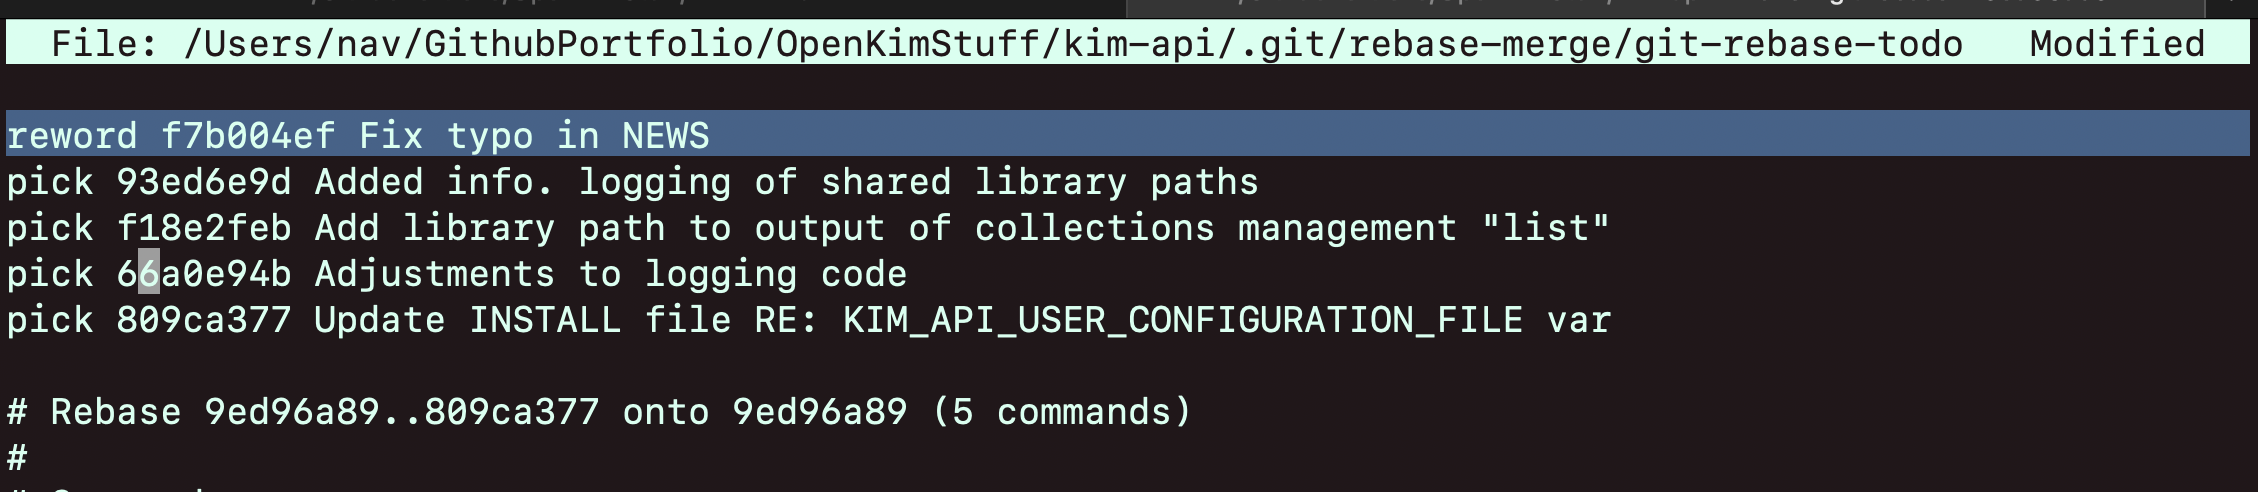 File: /Users/nav/GithubPortfolio/OpenKimStuff/kim-api/.git/rebase-merge/git-rebase-todo Modified
reword f7b004ef Fix typo in NEWS
pick 93ed6e9d Added info. logging of shared library paths
pick f18e2feb Add library path to output of collections management "list"
pick 66a0e94b Adjustments to logging code
pick 809ca377 Update INSTALL file RE: KIM_API_USER_CONFIGURATION_FILE var
# Rebase 9ed96a89..809ca377 onto 9ed96a89 (5 commands)
#
#